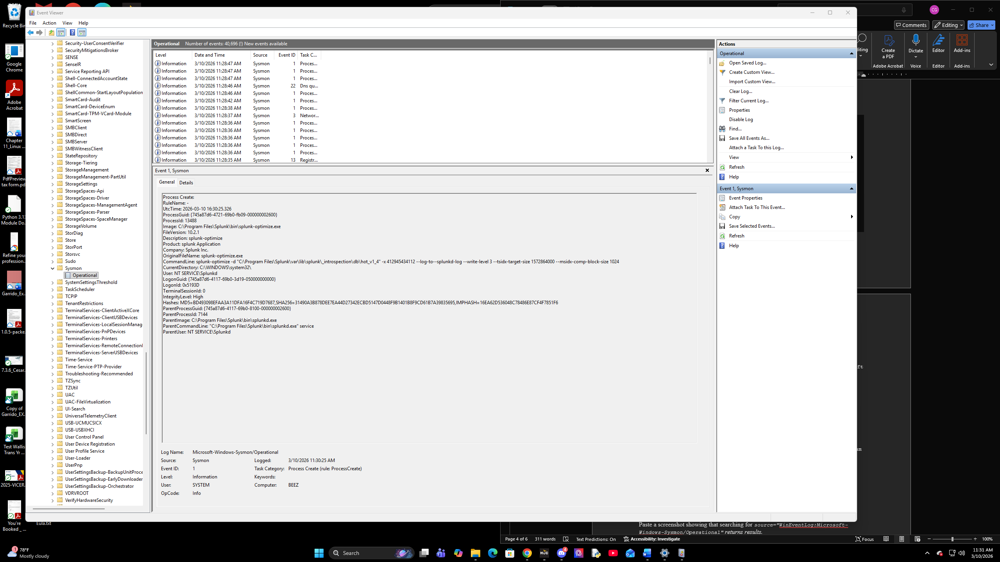 Recycle Bin
Google
Chrome
Adobe
Acrobat
Chapter
11_Linux ...
PdfPreview
tax form.pd
Python 3.13
Module Do.
Refine your
profession..
Garrido_Ex..
1.0.5-packe.
7.3.6_Cesar.
Copy of
Garrido_EX.
Test Wallis
Trans Yr ...
2025-VICER.
You're
Booked _ ...
Eula.txt
Event Viewer
File Action View Help
Security-UserConsentVerifier
SecurityMitigationsBroker
SENSE
SenseIR
Service Reporting API
Shell-ConnectedAccountState
Shell-Core
ShellCommon-StartLayoutPopulation
SmartCard-Audit
SmartCard-DeviceEnum
SmartCard-TPM-VCard-Module
SmartScreen
SMBClient
SMBDirect
SMBServer
SMBWitnessClient
StateRepository
Storage-Tiering
StorageManagement
StorageManagement-PartUtil
StorageSettings
StorageSpaces-Api
StorageSpaces-Driver
StorageSpaces-ManagementAgent
StorageSpaces-Parser
StorageSpaces-SpaceManager
StorageVolume
StorDiag
Store
StorPort
Storsvc
Sudo
Sysmon
Operational
SystemSettingsThreshold
TaskScheduler
TCPIP
TenantRestrictions
TerminalServices-ClientActiveXCore
TerminalServices-ClientUSBDevices
TerminalServices-LocalSessionManag
TerminalServices-PnPDevices
TerminalServices-Printers
TerminalServices-RemoteConnectionl
TerminalServices-ServerUSBDevices
Time-Service
Time-Service-PTP-Provider
Troubleshooting-Recommended
TZSync
TZUtil
UAC
UAC-FileVirtualization
UI-Search
UniversalTelemetryClient
USB-UCMUCSICX
USB-USBXHCI
User Control Panel
User Device Registration
User Profile Service
User-Loader
UserPnp
UserSettingsBackup-BackupUnitProce
UserSettingsBackup-EarlyDownloader
UserSettingsBackup-Orchestrator
VDRVROOT
VerifyHardwareSecurity
Operational Number of events: 40,696 (!) New events available
Level Date and Time Source Event ID Task C...
Information 3/10/2026 11:28:47 AM Sysmon 1 Proces...
Information 3/10/2026 11:28:47 AM Sysmon 1 Proces...
Information 3/10/2026 11:28:47 AM Sysmon 1 Proces...
Information 3/10/2026 11:28:46 AM Sysmon 22 Dns qu...
Information 3/10/2026 11:28:46 AM Sysmon 1 Proces...
Information 3/10/2026 11:28:42 AM Sysmon 1 Proces...
Information 3/10/2026 11:28:38 AM Sysmon 1 Proces...
Information 3/10/2026 11:28:37 AM Sysmon 3 Networ...
Information 3/10/2026 11:28:36 AM Sysmon 1 Proces...
Information 3/10/2026 11:28:36 AM Sysmon 1 Proces...
Information 3/10/2026 11:28:36 AM Sysmon 1 Proces...
Information 3/10/2026 11:28:36 AM Sysmon 1 Proces...
Information 3/10/2026 11:28:36 AM Sysmon 1 Proces...
Information 3/10/2026 11:28:35 AM Sysmon 13 Registr...
Event 1, Sysmon
General Details
Process Create:
RuleName: -
UtcTime: 2026-03-10 16:30:25.326
ProcessGuid: {745a87d6-4721-69b0-fb09-000000002600}
ProcessId: 13488
Image: C:\Program Files\Splunk\bin\splunk-optimize.exe
FileVersion: 10.2.1
Description: splunk-optimize
Product: splunk Application
Company: Splunk Inc.
OriginalFileName: splunk-optimize.exe
CommandLine: splunk-optimize -d "C:\Program Files\Splunk\var\lib\splunk\_introspection\db\hot_v1_4" -x 412945434112 --log-to--splunkd-log --write-level 3 --tsidx-target-size 1572864000 --msidx-comp-block-size 1024
CurrentDirectory: C:\WINDOWS\system32\
User: NT SERVICE\Splunkd
LogonGuid: {745a87d6-4117-69b0-3d19-050000000000}
LogonId: 0x5193D
TerminalSessionId: 0
IntegrityLevel: High
Hashes: MD5=BD493098EFAA3A11DFA16F4C719D7687,SHA256=31490A3B878DEE7EA44D27342ECBD5147D0448F9B1401B8F9CD61B7A39835695,IMPHASH=16EA62D536048C78486E87CF4F7851F6
ParentProcessGuid: {745a87d6-4117-69b0-8100-000000002600}
ParentProcessId: 7144
ParentImage: C:\Program Files\Splunk\bin\splunkd.exe
ParentCommandLine: "C:\Program Files\Splunk\bin\splunkd.exe" service
ParentUser: NT SERVICE\Splunkd
Log Name: Microsoft-Windows-Sysmon/Operational
Source: Sysmon Logged: 3/10/2026 11:30:25 AM
Event ID: 1 Task Category: Process Create (rule: ProcessCreate)
Level: Information Keywords:
User: SYSTEM Computer: BEEZ
OpCode: Info
Actions
Operational
Open Saved Log...
Create Custom View...
Import Custom View...
Clear Log...
Filter Current Log...
Properties
Disable Log
Find...
Save All Events As...
Attach a Task To this Log...
View
Refresh
Help
Event 1, Sysmon
Event Properties
Attach Task To This Event...
Copy
Save Selected Events...
Refresh
Help
CG
Comments Editing Share
diting
Create
a PDF
Dictate
Editor
Add-ins
Adobe Acrobat Voice Editor Add-ins
ft
am
Paste a screenshot showing that searching for source="WinEventLog:Microsoft-
Windows-Sysmon/Operational" returns results.
Page 4 of 6 311 words Text Predictions: On Accessibility: Investigate Focus 100%
1
78°F
Mostly cloudy
Search
HCC
4
11:31 AM
3/10/2026